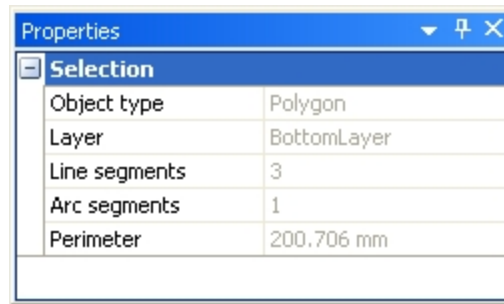 Properties
Selection
Object type Polygon
Layer BottomLayer
Line segments 3
Arc segments 1
Perimeter 200.706 mm